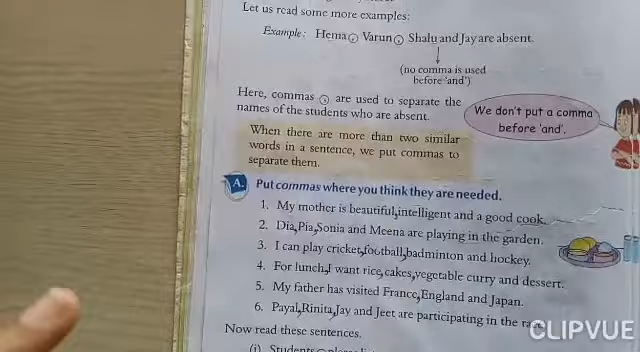 Let us read some more examples:
Example: Hema, Varun, Shalu and Jay are absent.
(no comma is used
before 'and')
Here, commas , are used to separate the
names of the students who are absent.
We don't put a comma
before 'and'.
When there are more than two similar
words in a sentence, we put commas to
separate them.
A. Put commas where you think they are needed.
1. My mother is beautiful,intelligent and a good cook.
2. Dia,Pia,Sonia and Meena are playing in the garden.
3. I can play cricket,football,badminton and hockey.
4. For lunch,I want rice,cakes,vegetable curry and dessert.
5. My father has visited France,England and Japan.
6. Payal,Rinita,Jay and Jeet are participating in the
Now read these sentences.
(i) Students
CLIPVUE